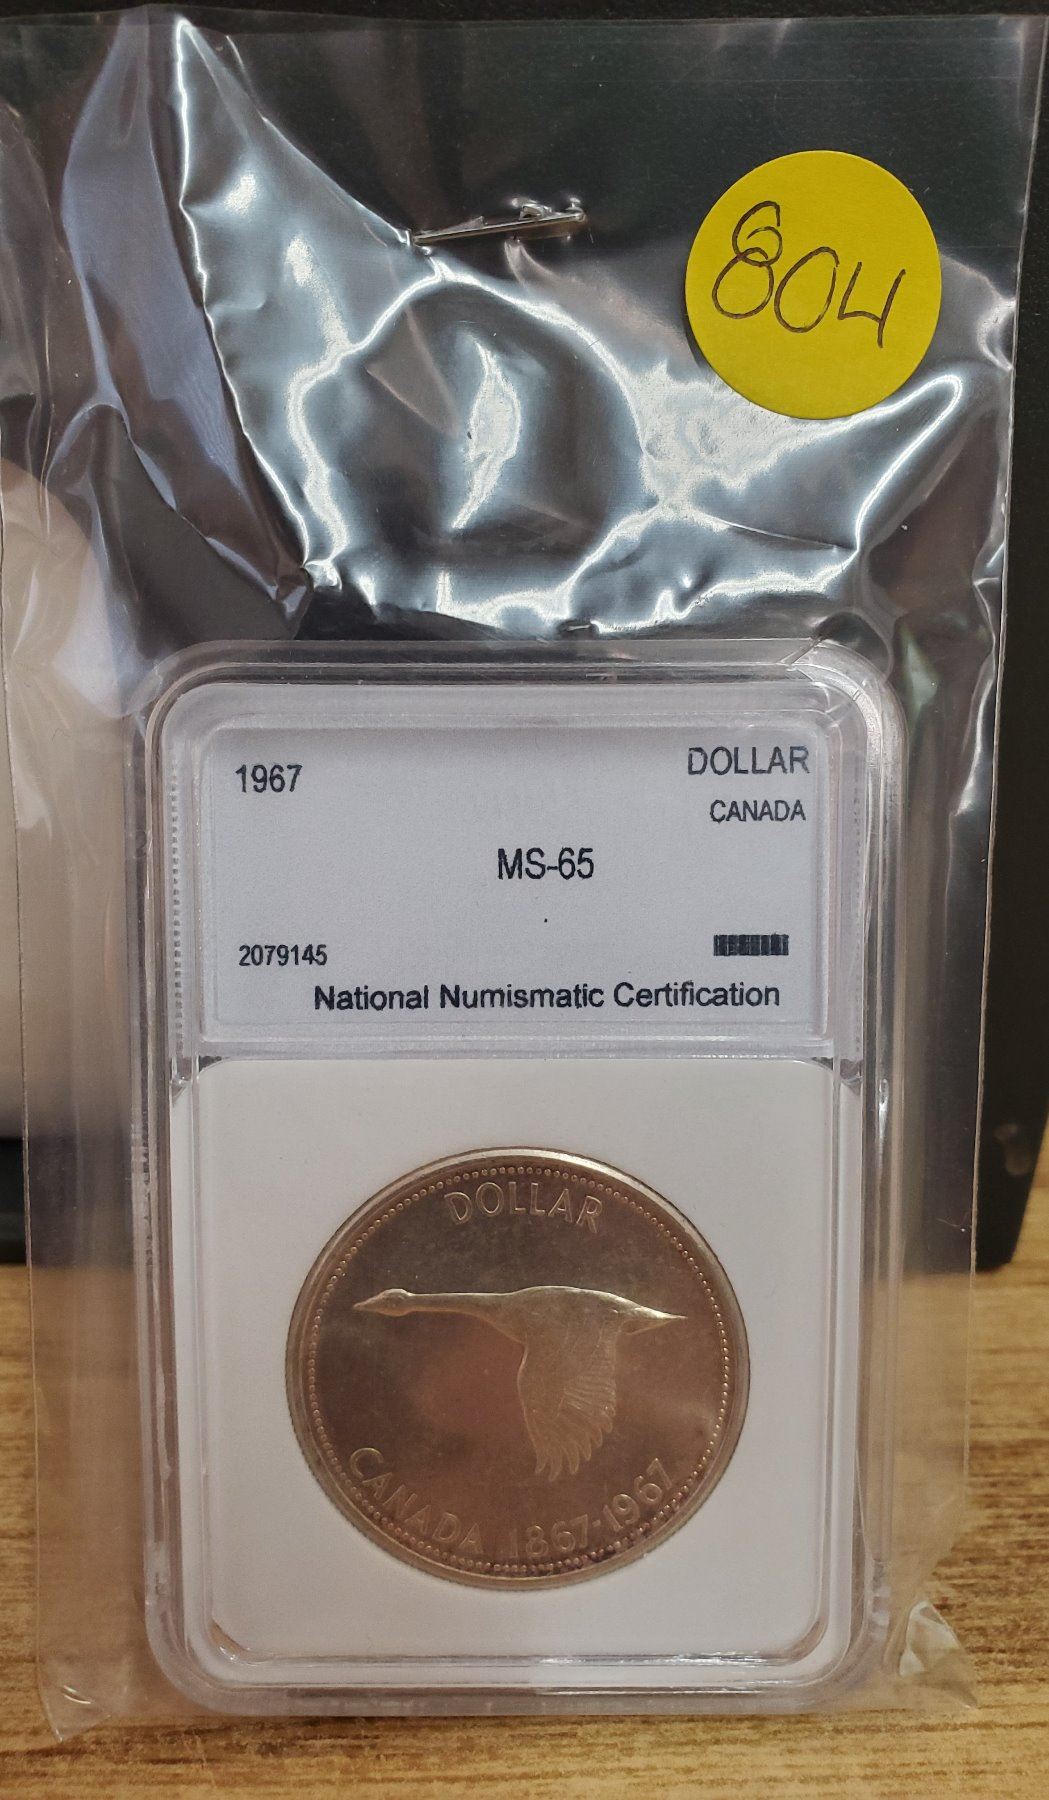 804
1967
DOLLAR
CANADA
MS-65
2079145
National Numismatic Certification
DOLLAR
CANADA 1867-1967